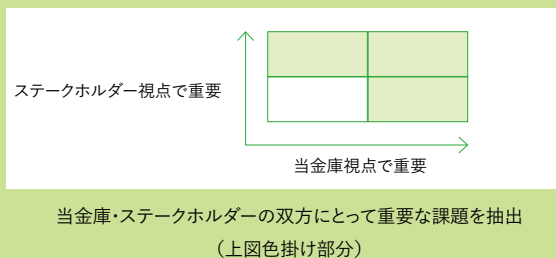 ステークホルダー視点で重要
当金庫視点で重要
当金庫・ステークホルダーの双方にとって重要な課題を抽出
（上図色掛け部分）